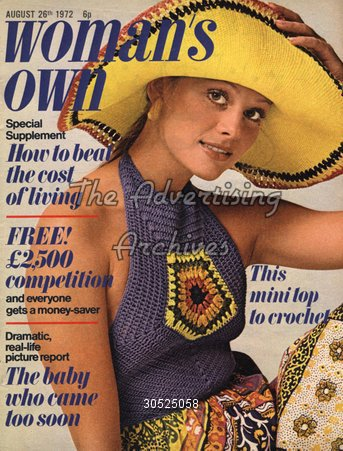 AUGUST 26th 1972 6p
woman's
own
Special
Supplement
How to beat
the cost
of living
The Advertising
Archives
FREE!
£2,500
competition
and everyone
gets a money-saver
This
mini top
to crochet
Dramatic,
real-life
picture report
The baby
who came
too soon
30525058